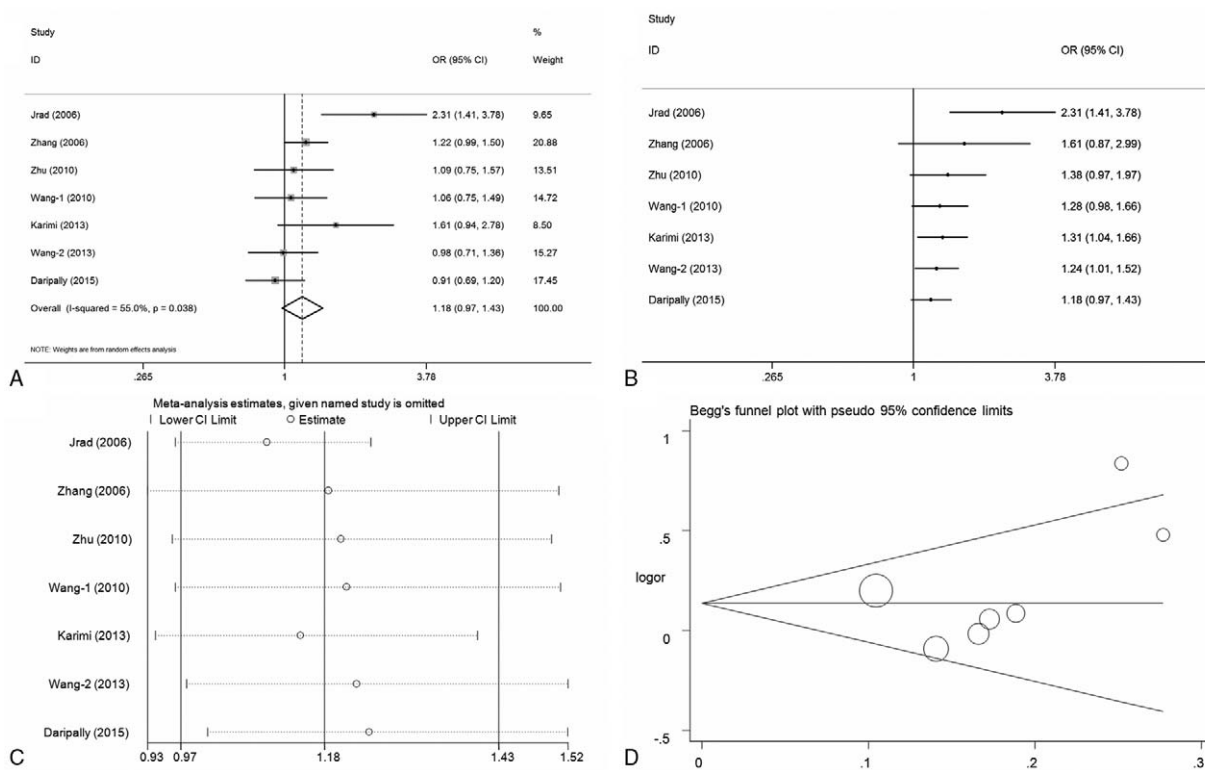 Study %
ID OR (95% CI) Weight
Jrad (2006) 2.31 (1.41, 3.78) 9.65
Zhang (2006) 1.22 (0.99, 1.50) 20.88
Zhu (2010) 1.09 (0.75, 1.57) 13.51
Wang-1 (2010) 1.06 (0.75, 1.49) 14.72
Karimi (2013) 1.61 (0.94, 2.78) 8.50
Wang-2 (2013) 0.98 (0.71, 1.36) 15.27
Daripally (2015) 0.91 (0.69, 1.20) 17.45
Overall (I-squared = 55.0%, p = 0.038) 1.18 (0.97, 1.43) 100.00
NOTE: Weights are from random effects analysis
A
.265 1 3.78
Study
ID OR (95% CI)
Jrad (2006) 2.31 (1.41, 3.78)
Zhang (2006) 1.61 (0.87, 2.99)
Zhu (2010) 1.38 (0.97, 1.97)
Wang-1 (2010) 1.28 (0.98, 1.66)
Karimi (2013) 1.31 (1.04, 1.66)
Wang-2 (2013) 1.24 (1.01, 1.52)
Daripally (2015) 1.18 (0.97, 1.43)
B
.265 1 3.78
Meta-analysis estimates, given named study is omitted
Lower CI Limit Estimate Upper CI Limit
Jrad (2006)
Zhang (2006)
Zhu (2010)
Wang-1 (2010)
Karimi (2013)
Wang-2 (2013)
Daripally (2015)
C
0.93 0.97 1.18 1.43 1.52
Begg's funnel plot with pseudo 95% confidence limits
1
.5
logor
0
-.5
D
0 .1 .2 .3